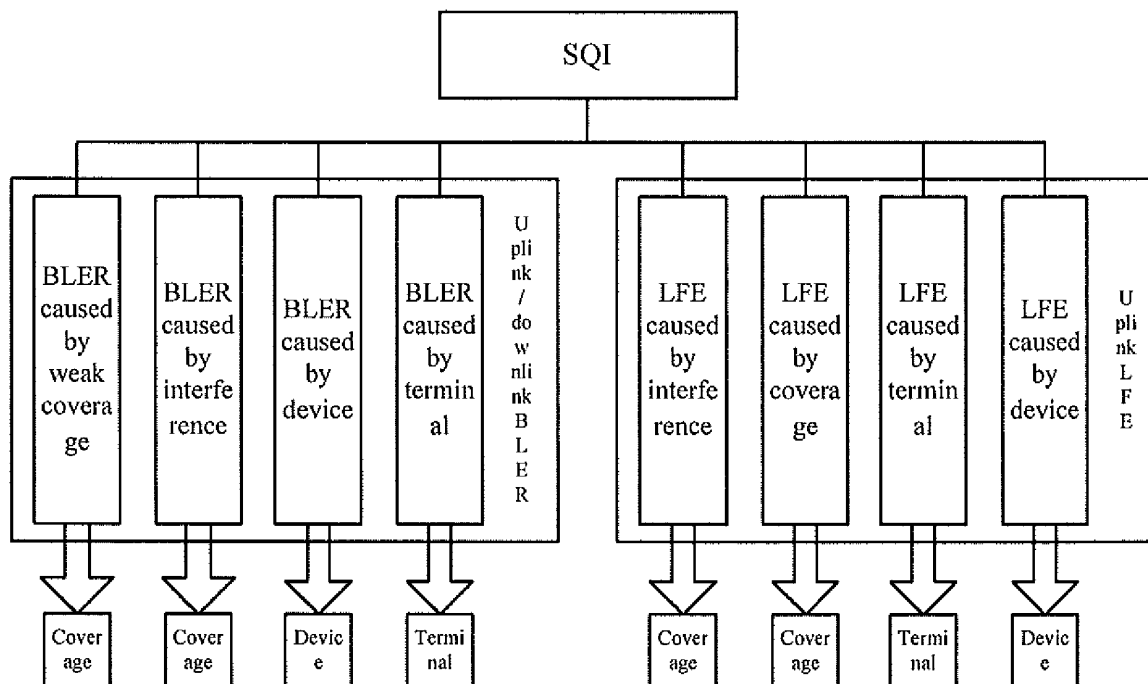 SQI
BLER
caused
by
weak
covera
ge
BLER
caused
by
interfe
rence
BLER
caused
by
device
BLER
caused
by
termin
al
U
pli
nk
/
do
w
nlin
k B
L
E
R
LFE
caused
by
interfe
rence
LFE
caused
by
covera
ge
LFE
caused
by
termin
al
LFE
caused
by
device
U
pli
nk L
F
E
Cover
age
Cover
age
Devic
e
Termi
nal
Cover
age
Cover
age
Termi
nal
Devic
e